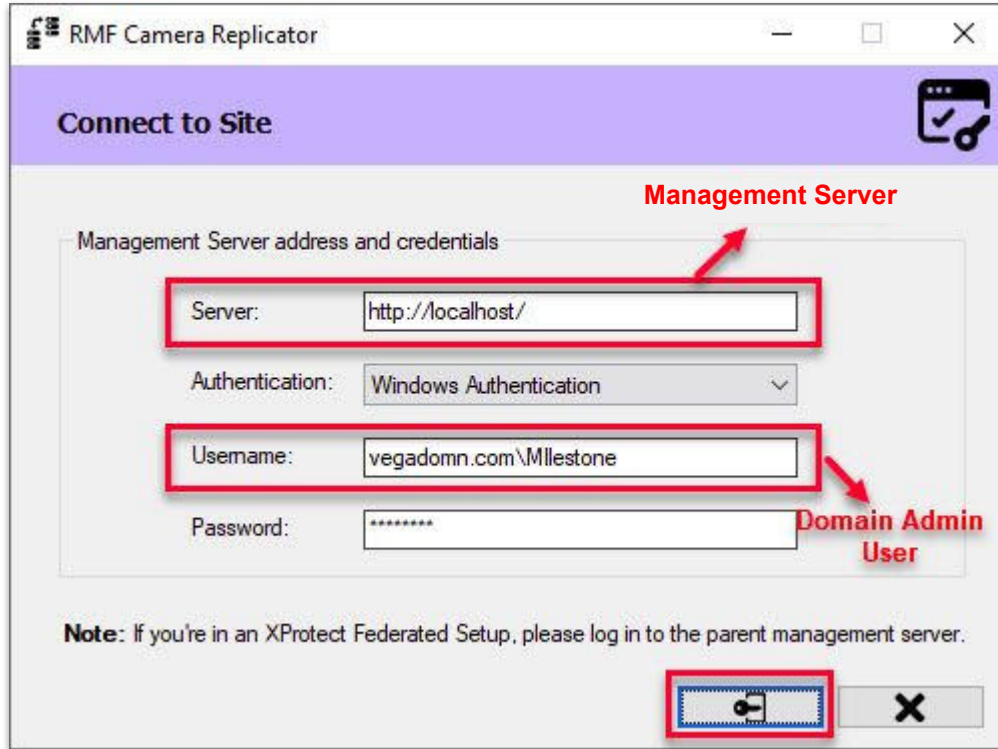 RMF Camera Replicator
Connect to Site
Management Server
Management Server address and credentials
Server: http://localhost/
Authentication: Windows Authentication
Username: vegadomn.com\MIlestone
Password: ********
Domain Admin
User
Note: If you're in an XProtect Federated Setup, please log in to the parent management server.